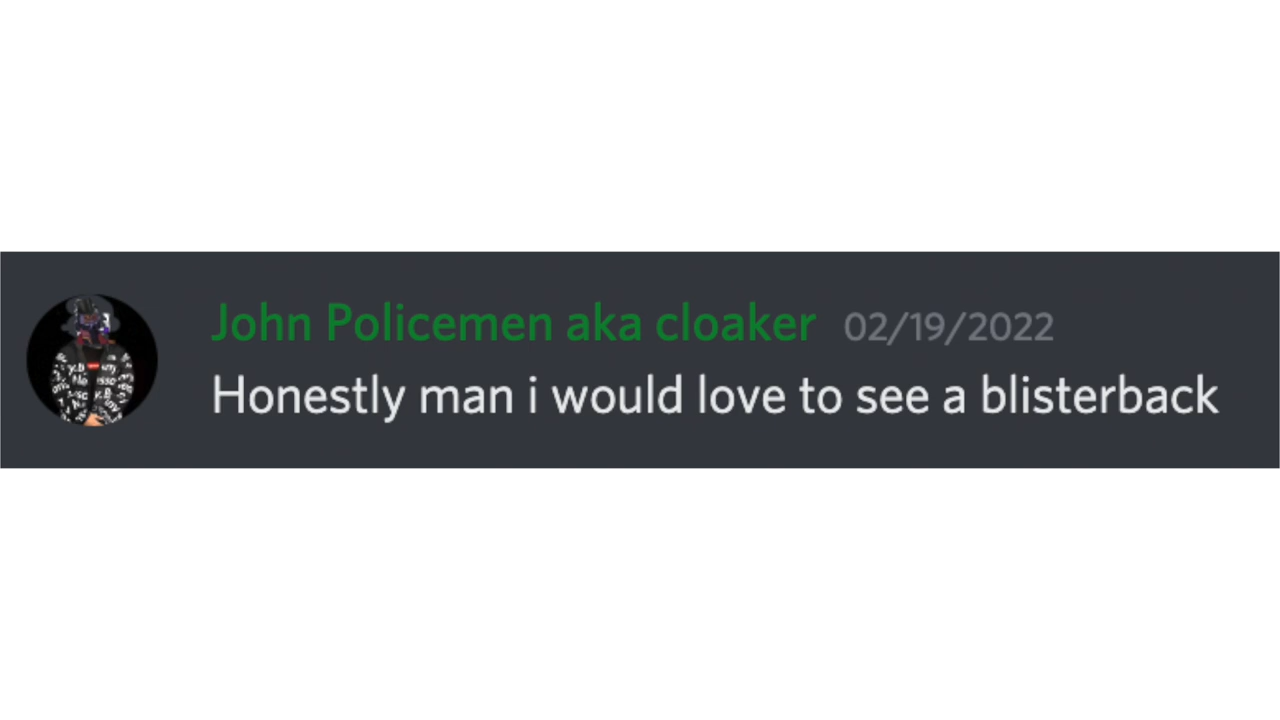 John Policemen aka cloaker 02/19/2022
Honestly man i would love to see a blisterback